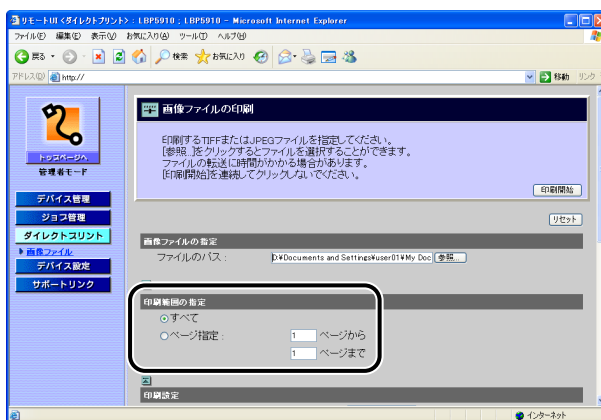 リモートUI <ダイレクトプリント> : LBP5910 ; LBP5910 - Microsoft Internet Explorer
ファイル(F) 編集(E) 表示(V) お気に入り(A) ツール(T) ヘルプ(H)
戻る 検索 お気に入り
アドレス(D) http:// 移動 リンク
トップページへ
管理者モード
デバイス管理
ジョブ管理
ダイレクトプリント
画像ファイル
デバイス設定
サポートリンク
画像ファイルの印刷
印刷するTIFFまたはJPEGファイルを指定してください。
[参照...]をクリックするとファイルを選択することができます。
ファイルの転送に時間がかかる場合があります。
[印刷開始]を連続してクリックしないでください。
印刷開始
リセット
画像ファイルの指定
ファイルのパス : D:¥Documents and Settings¥user01¥My Doc 参照...
印刷範囲の指定
すべて
ページ指定 : 1 ページから
1 ページまで
印刷設定
インターネット